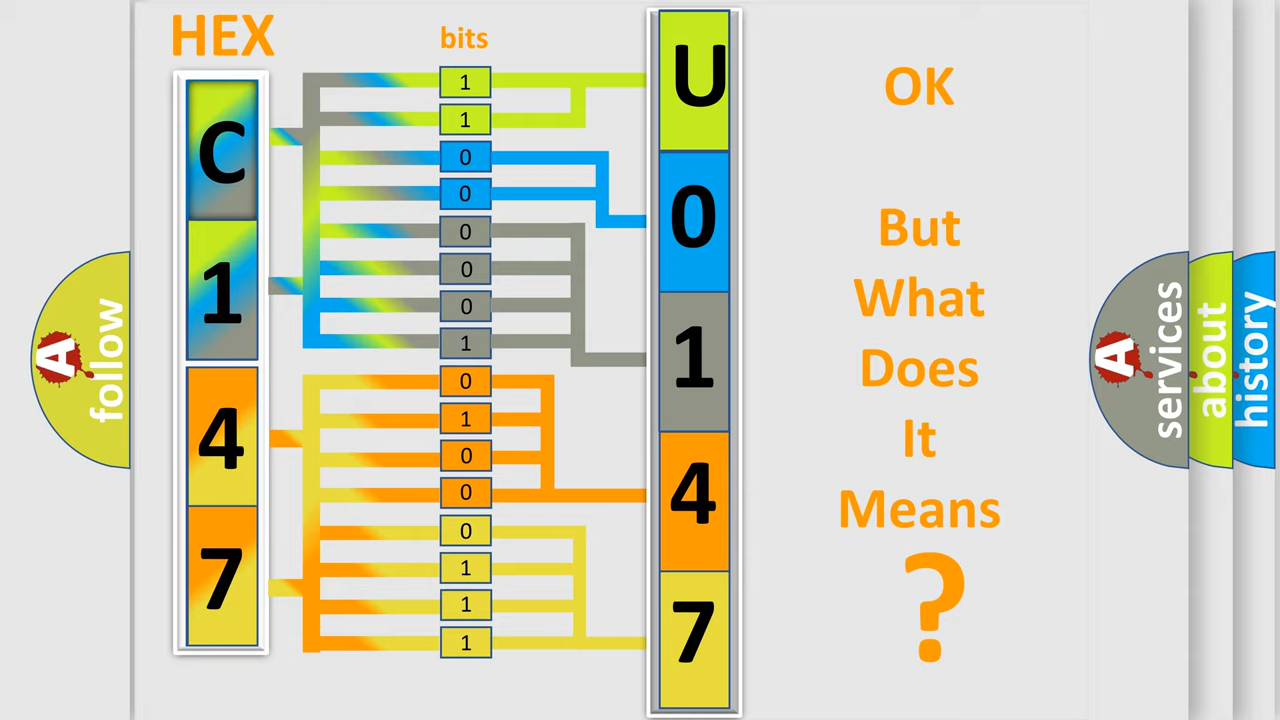 HEX
bits
C
1
4
7
1
1
0
0
0
0
0
1
0
1
0
0
0
1
1
1
U
0
1
4
7
OK
But
What
Does
It
Means
?
A
follow
A
services
about
history